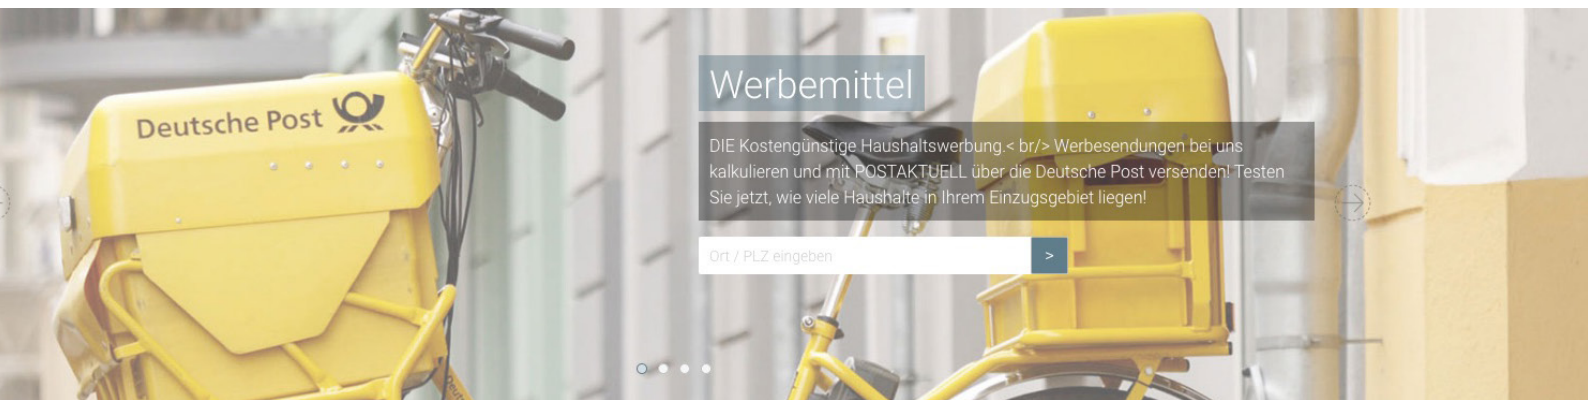 Deutsche Post
Werbemittel
DIE Kostengünstige Haushaltswerbung.< br/> Werbesendungen bei uns
kalkulieren und mit POSTAKTUELL über die Deutsche Post versenden! Testen
Sie jetzt, wie viele Haushalte in Ihrem Einzugsgebiet liegen!
Ort / PLZ eingeben
>